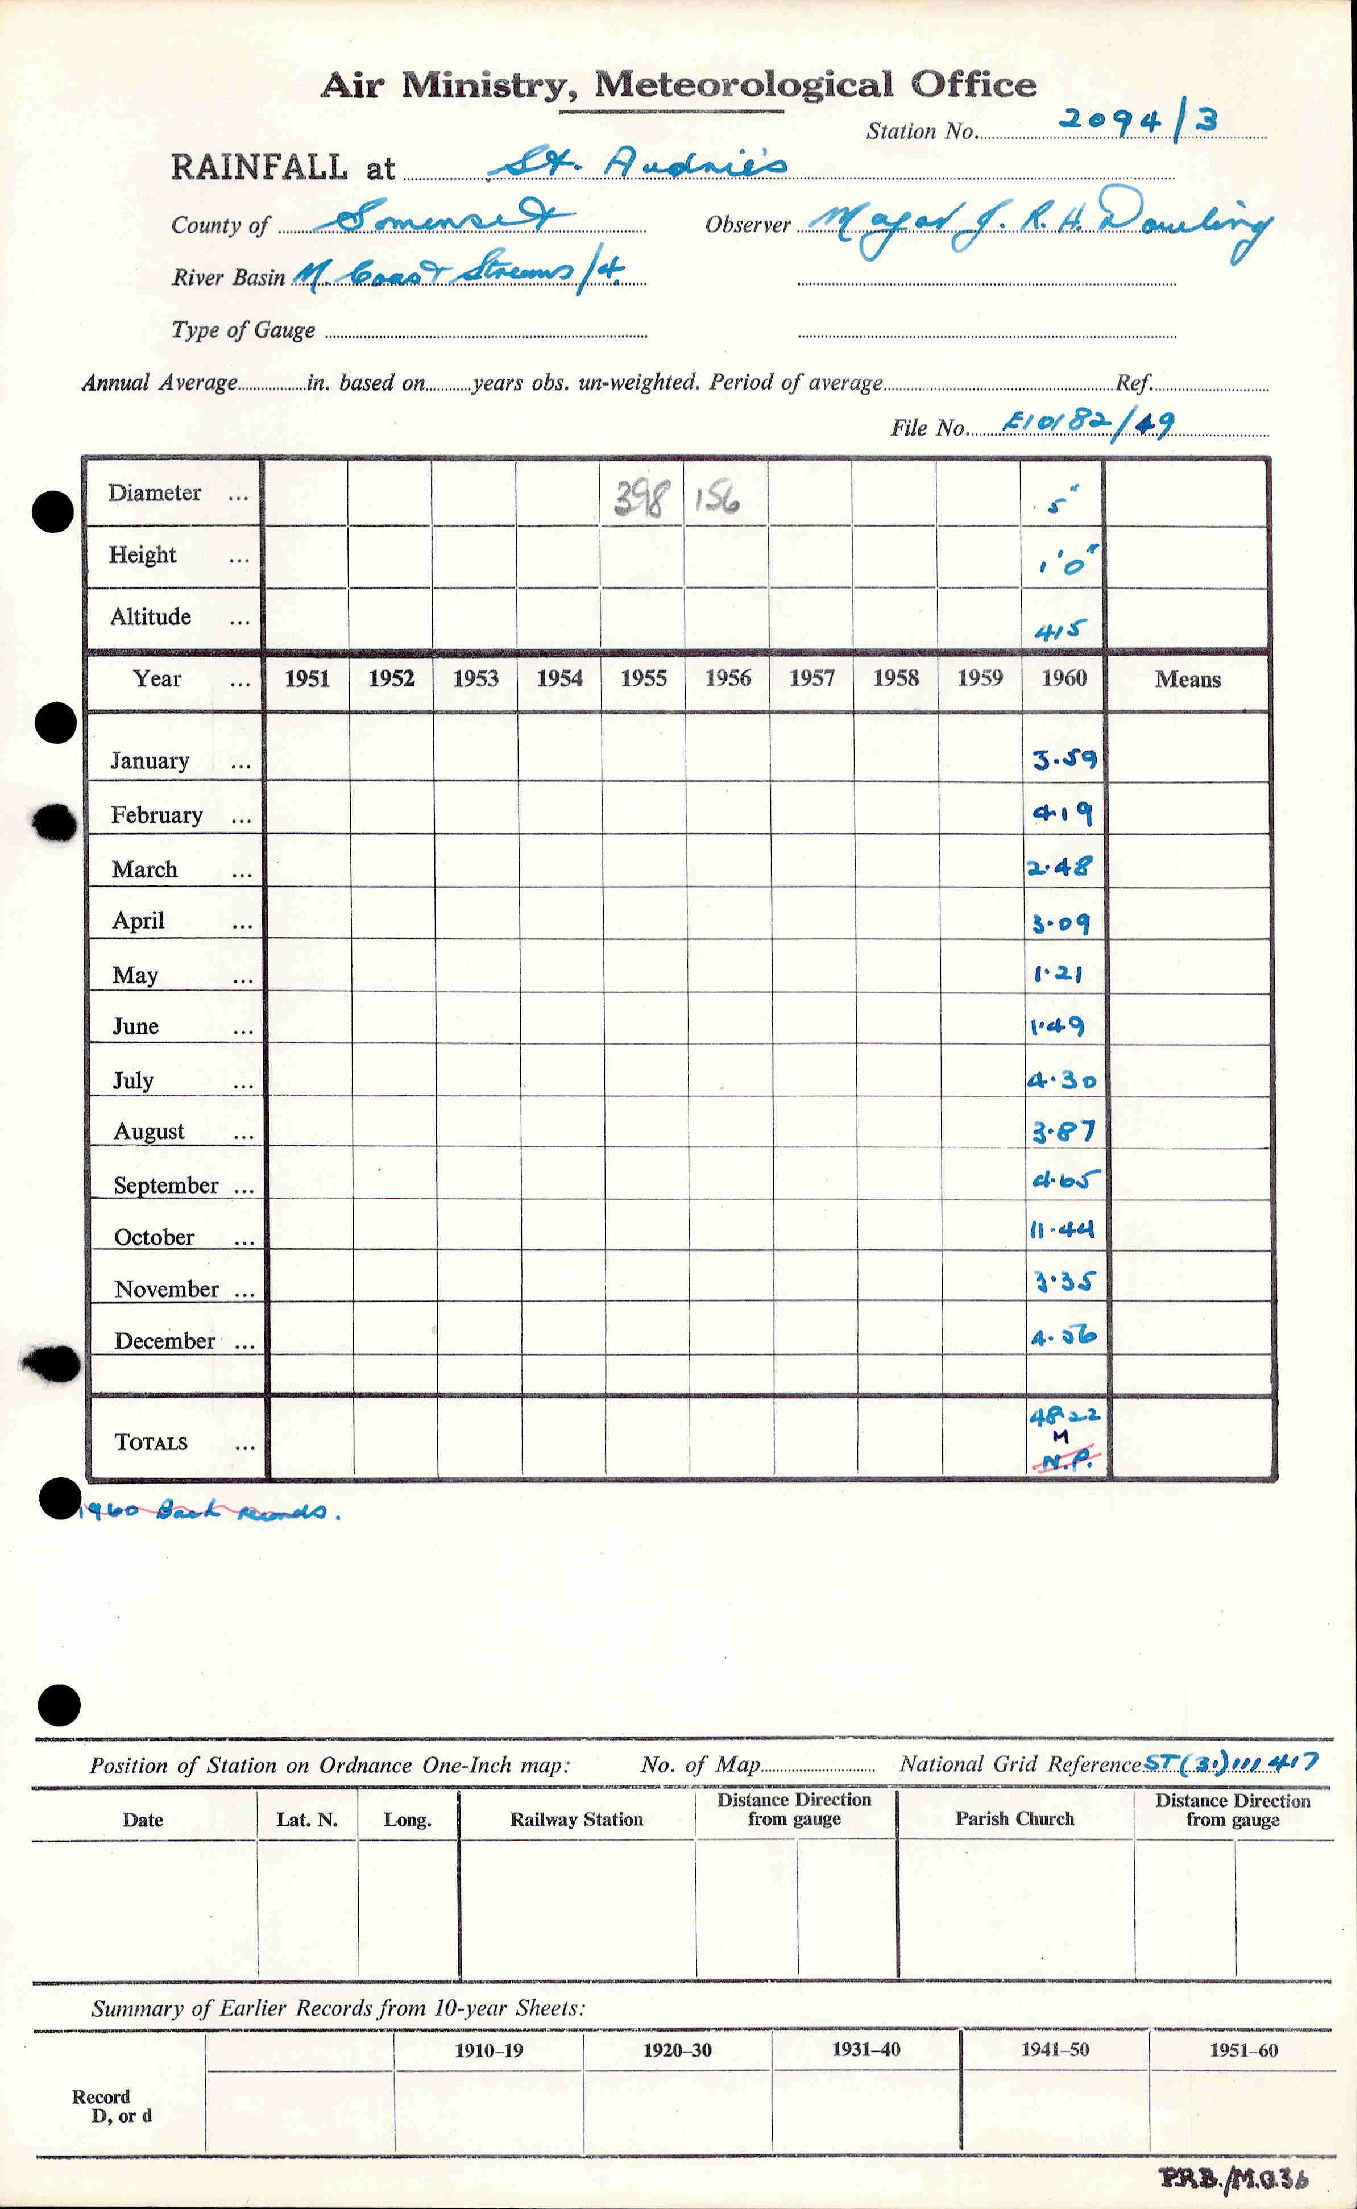 Air Ministry, Meteorological Office
Station No. 2094/3
RAINFALL at St. Audrie's
County of Somerset Observer Major J. R. H. Dowling
River Basin N. Coast Streams /4.
Type of Gauge
Annual Average in. based on years obs. un-weighted. Period of average Ref.
File No. E10182/49
Diameter ... 398 156 5"
Height ... 1'0"
Altitude ... 415
Year ... 1951 1952 1953 1954 1955 1956 1957 1958 1959 1960 Means
January ... 3.59
February ... 4.19
March ... 2.48
April ... 3.09
May ... 1.21
June ... 1.49
July ... 4.30
August ... 3.87
September ... 4.65
October ... 11.44
November ... 3.35
December ... 4.56
TOTALS ... 48.22
M
N.P.
1960 Back records.
Position of Station on Ordnance One-Inch map: No. of Map National Grid Reference ST (31) 111 417
Date Lat. N. Long. Railway Station Distance Direction from gauge Parish Church Distance Direction from gauge
Summary of Earlier Records from 10-year Sheets:
1910–19 1920–30 1931–40 1941–50 1951–60
Record
D, or d
P.R.B./M.O.36